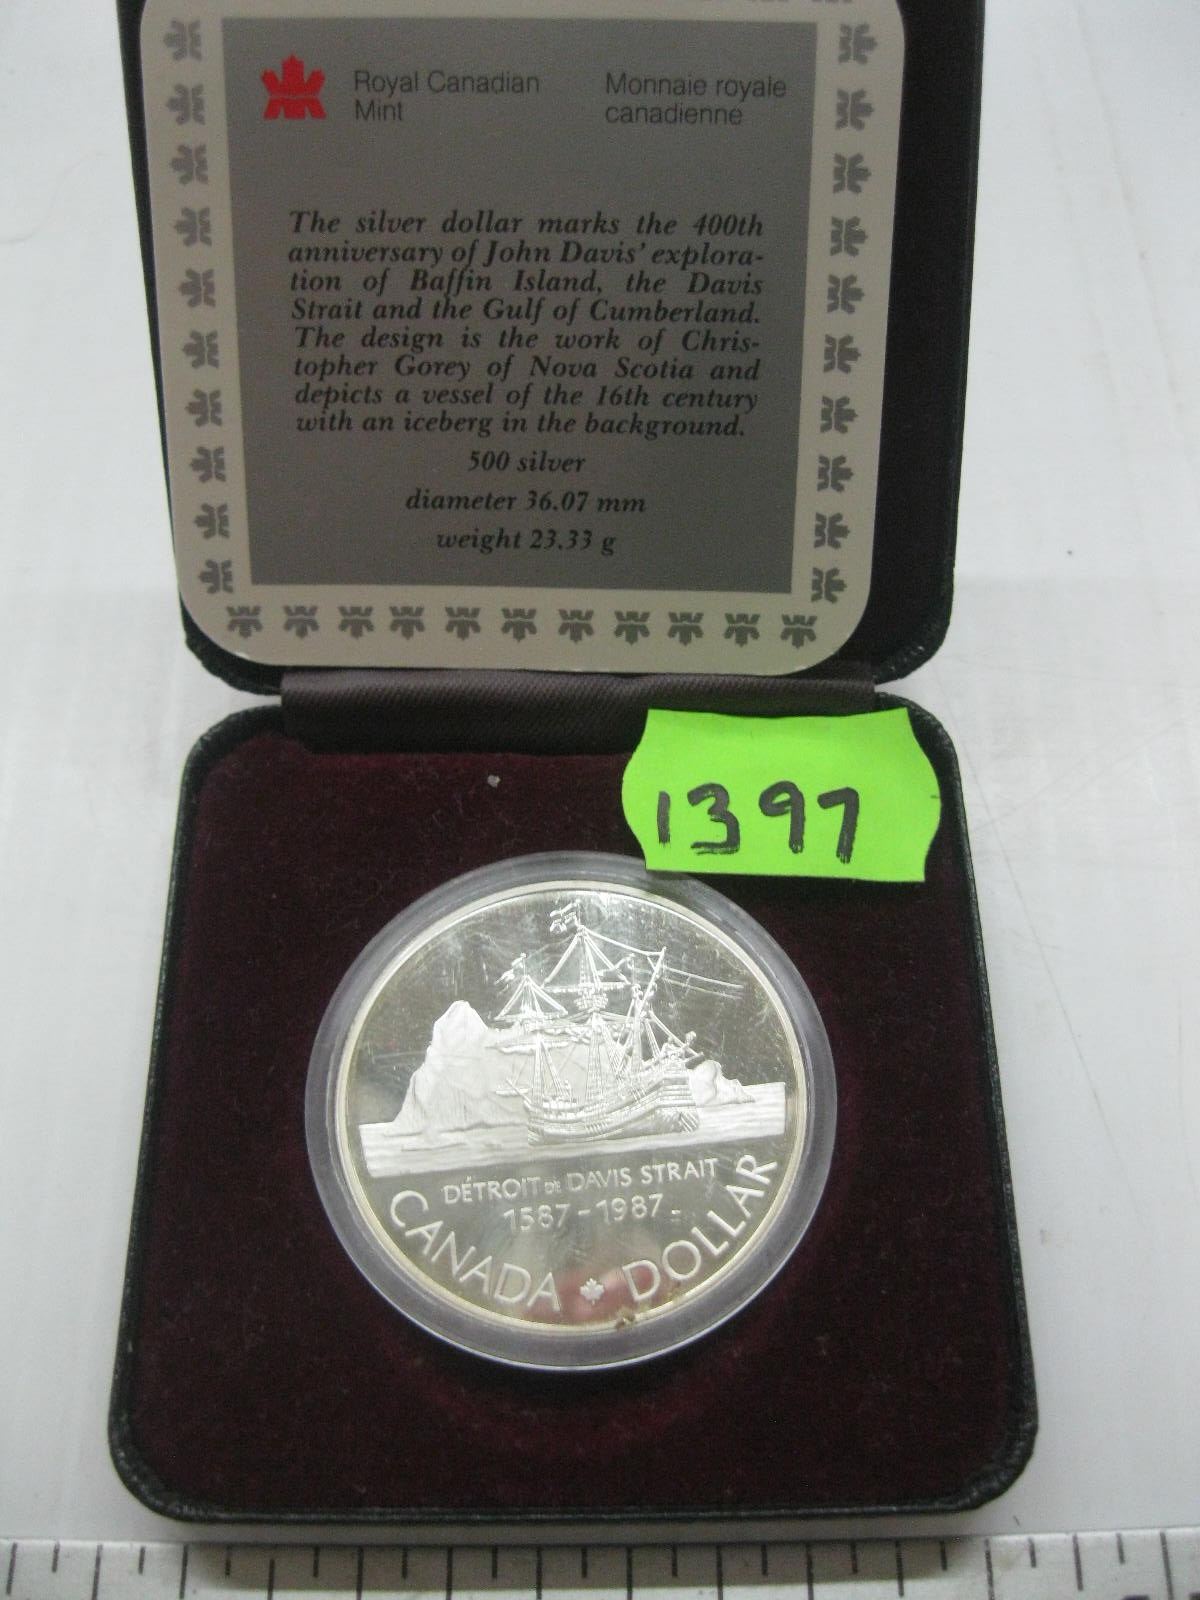 Royal Canadian
Mint
Monnaie royale
canadienne
The silver dollar marks the 400th
anniversary of John Davis' explora-
tion of Baffin Island, the Davis
Strait and the Gulf of Cumberland.
The design is the work of Chris-
topher Gorey of Nova Scotia and
depicts a vessel of the 16th century
with an iceberg in the background.
500 silver
diameter 36.07 mm
weight 23.33 g
1397
DÉTROIT DE DAVIS STRAIT
1587-1987
CANADA DOLLAR